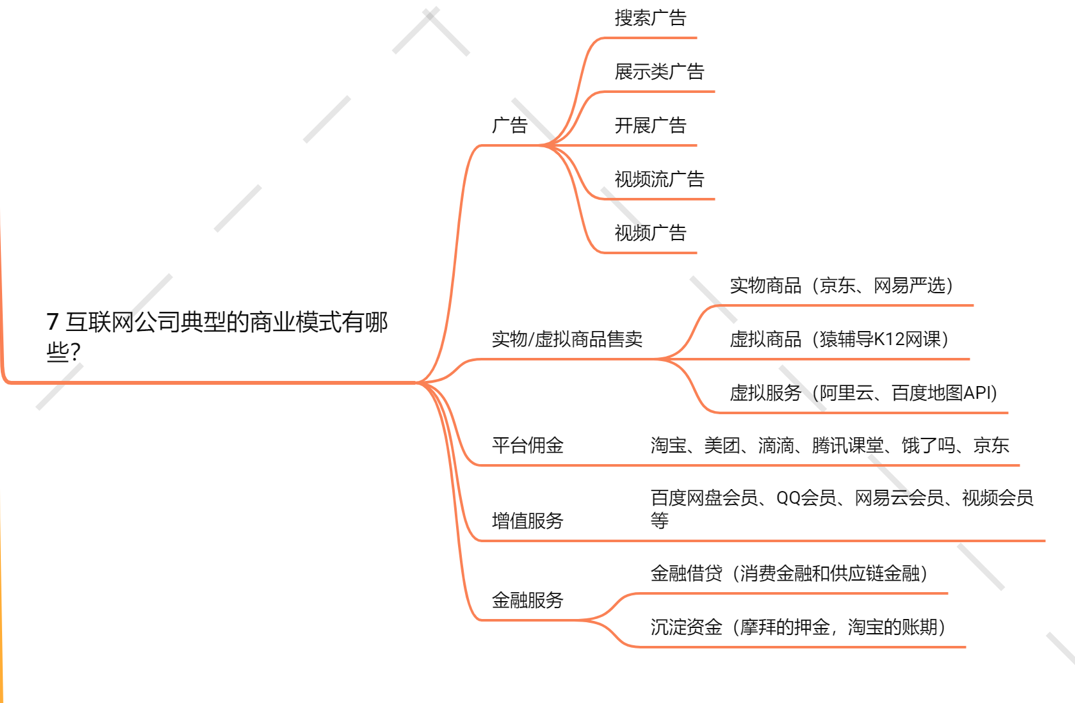 搜索广告
展示类广告
广告
开展广告
视频流广告
视频广告
7 互联网公司典型的商业模式有哪
些？
实物商品（京东、网易严选）
实物/虚拟商品售卖
虚拟商品（猿辅导K12网课）
虚拟服务（阿里云、百度地图API）
平台佣金
淘宝、美团、滴滴、腾讯课堂、饿了吗、京东
增值服务
百度网盘会员、QQ会员、网易云会员、视频会员
等
金融服务
金融借贷（消费金融和供应链金融）
沉淀资金（摩拜的押金，淘宝的账期）